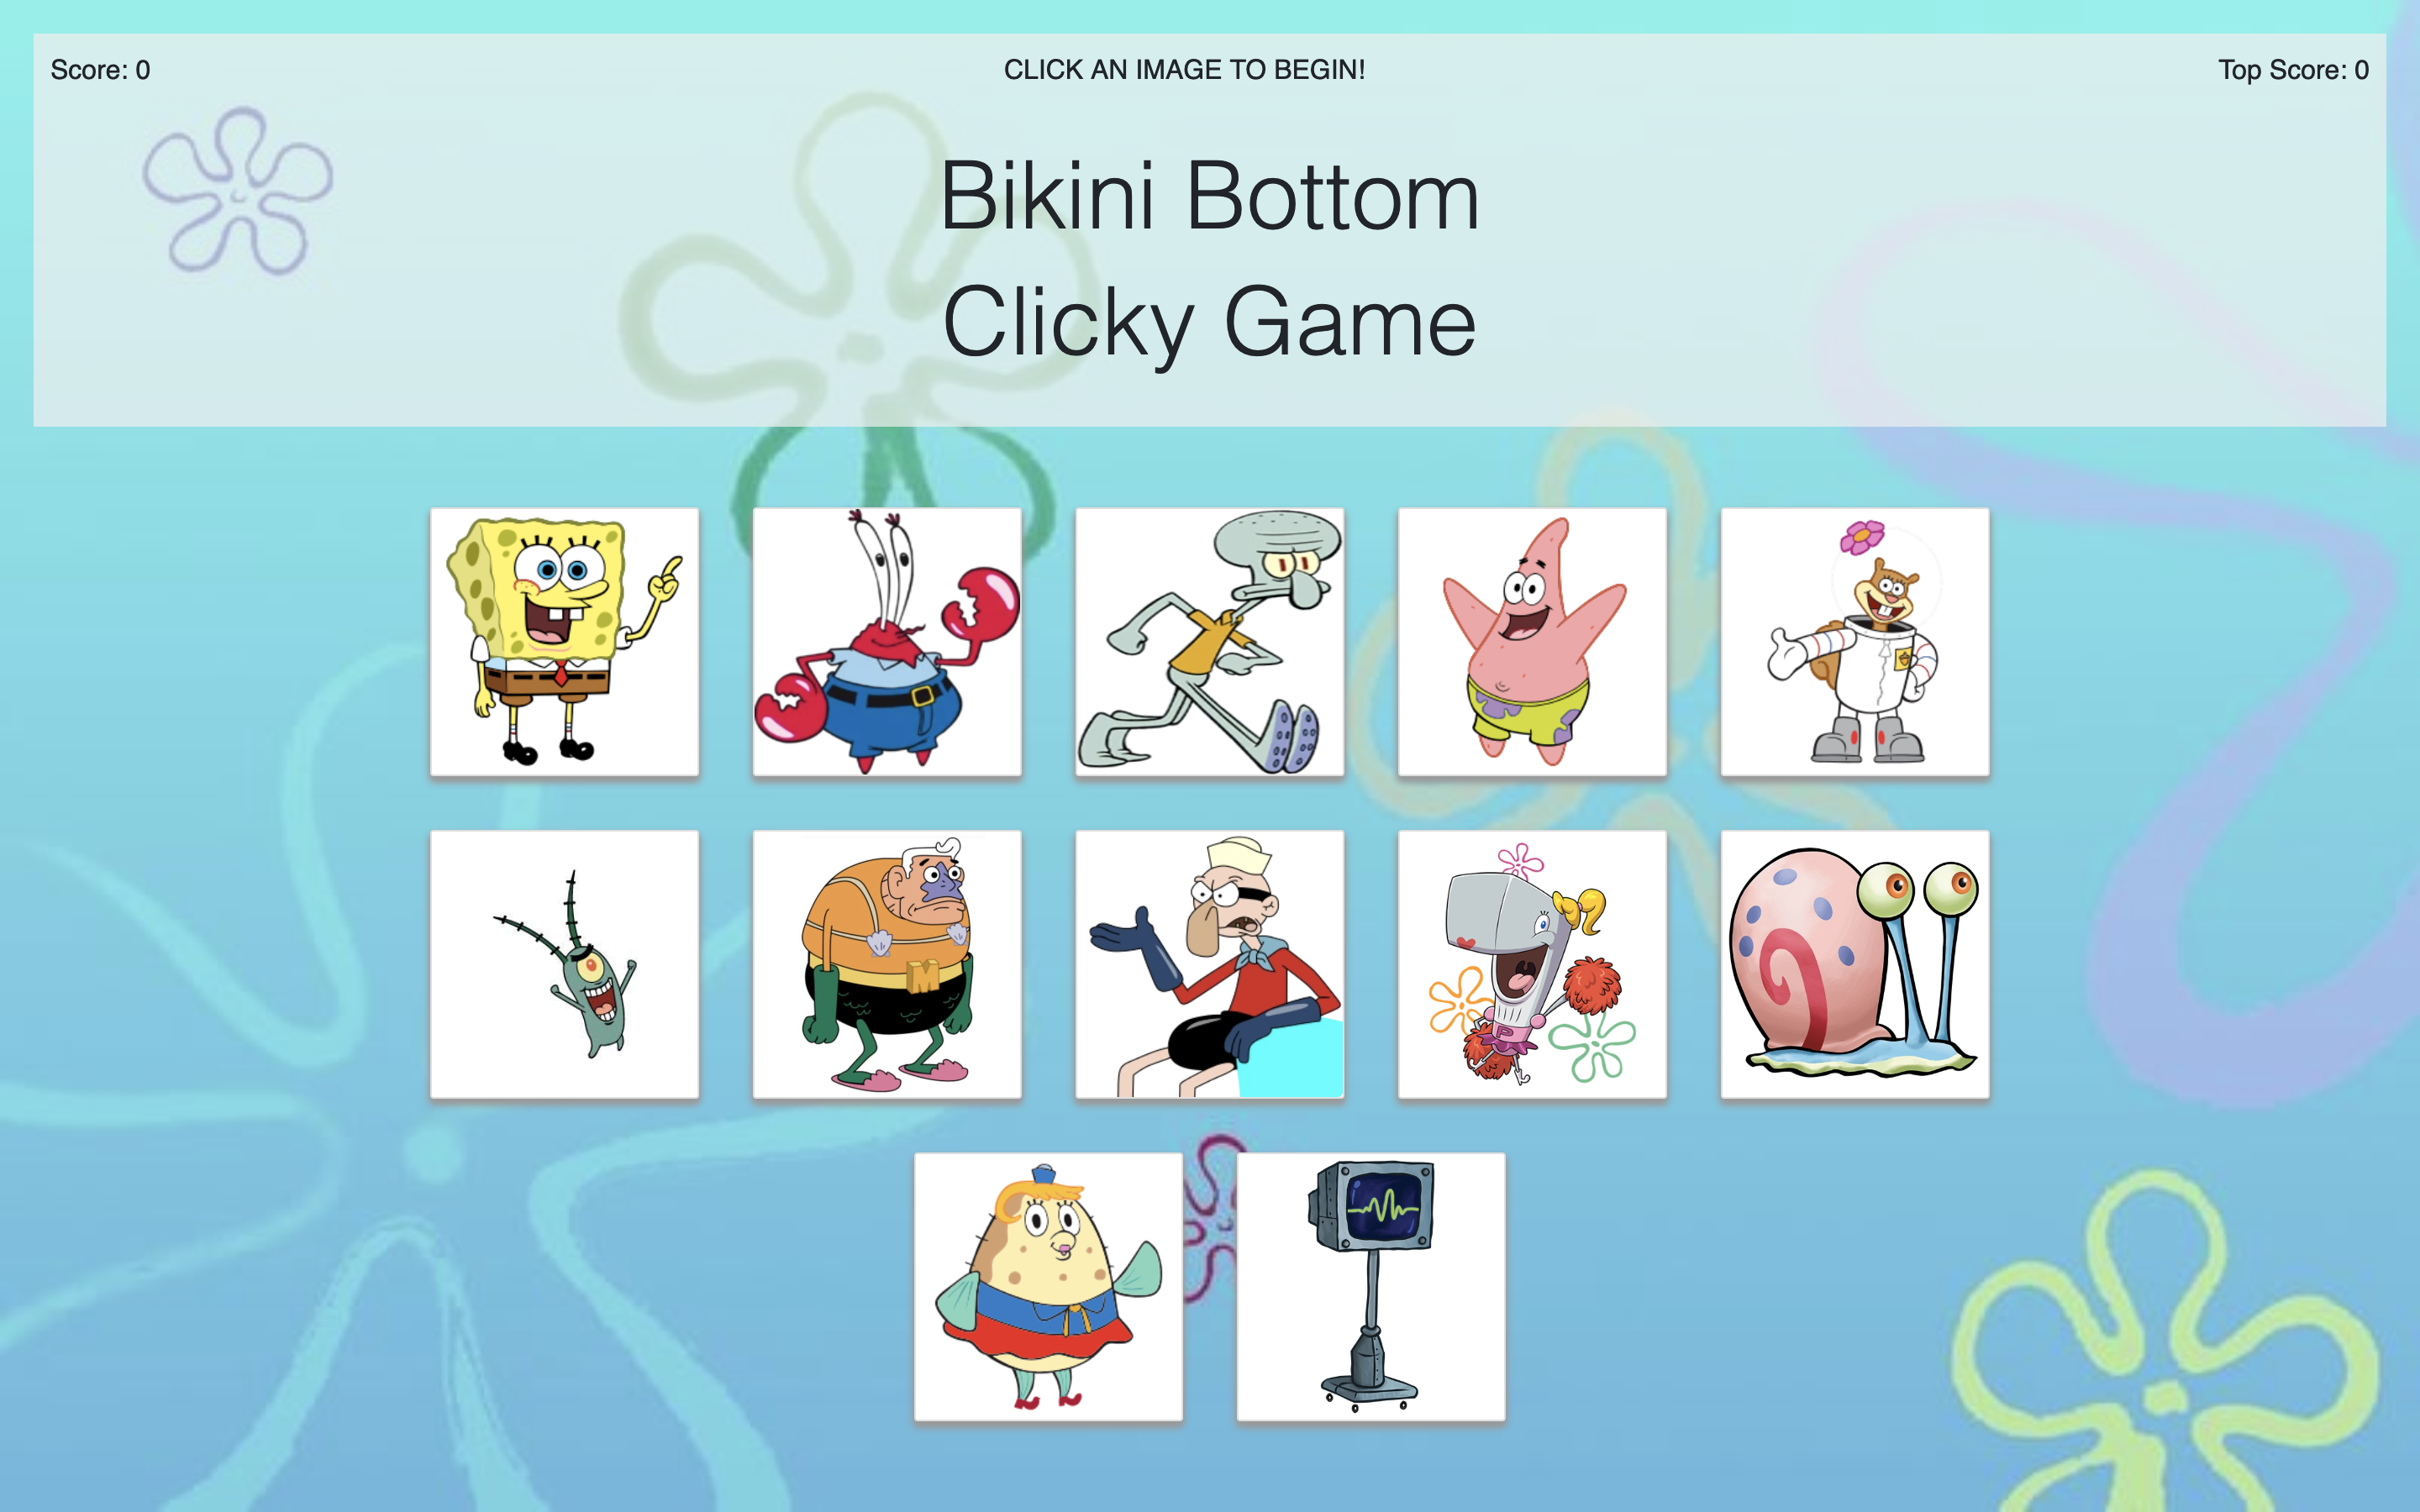 Score: 0
CLICK AN IMAGE TO BEGIN!
Top Score: 0
Bikini Bottom
Clicky Game
M
P